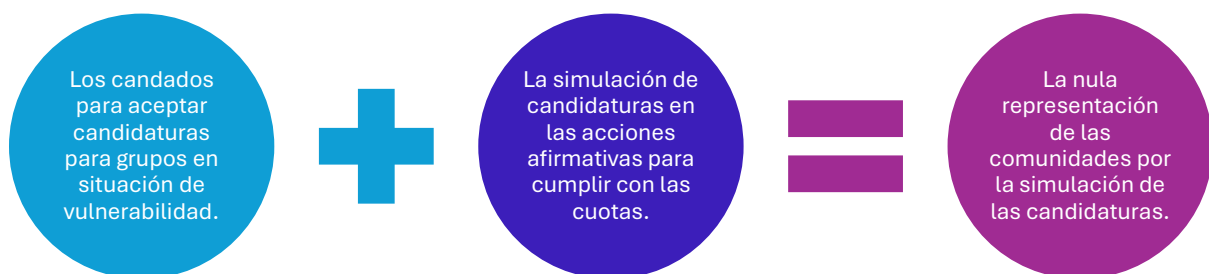 Los candados
para aceptar
candidaturas
para grupos en
situación de
vulnerabilidad.
La simulación de
candidaturas en
las acciones
afirmativas para
cumplir con las
cuotas.
La nula
representación
de las
comunidades por
la simulación de
las candidaturas.